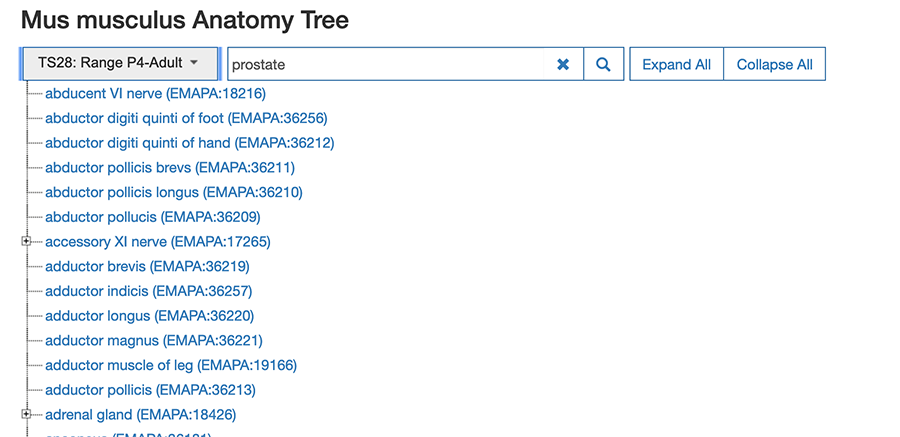 Mus musculus Anatomy Tree
TS28: Range P4-Adult prostate Expand All Collapse All
abducent VI nerve (EMAPA:18216)
abductor digiti quinti of foot (EMAPA:36256)
abductor digiti quinti of hand (EMAPA:36212)
abductor pollicis brevs (EMAPA:36211)
abductor pollicis longus (EMAPA:36210)
abductor pollucis (EMAPA:36209)
accessory XI nerve (EMAPA:17265)
adductor brevis (EMAPA:36219)
adductor indicis (EMAPA:36257)
adductor longus (EMAPA:36220)
adductor magnus (EMAPA:36221)
adductor muscle of leg (EMAPA:19166)
adductor pollicis (EMAPA:36213)
adrenal gland (EMAPA:18426)